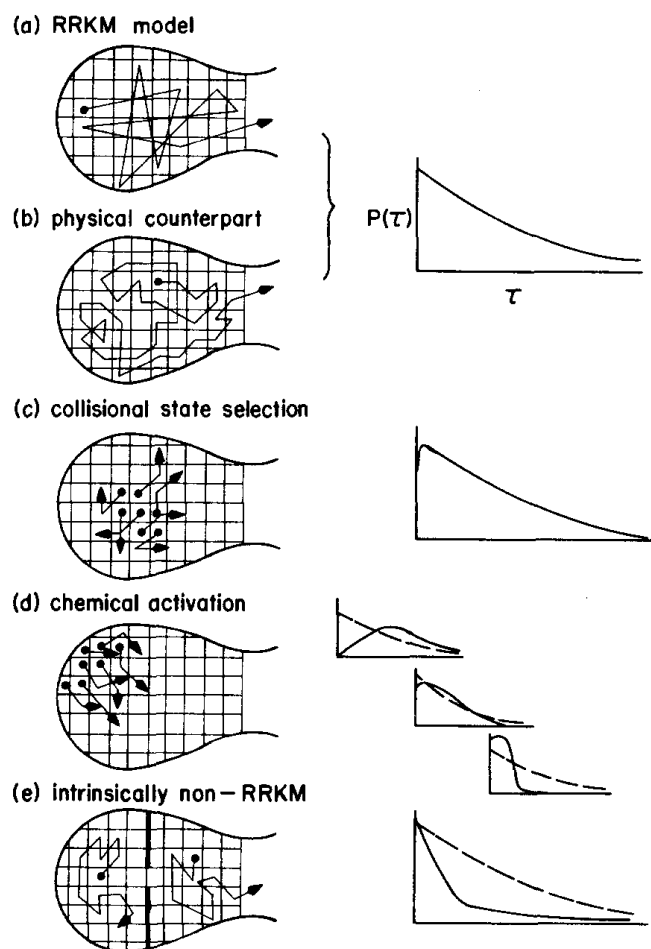 (a) RRKM model
(b) physical counterpart
P(τ)
τ
(c) collisional state selection
(d) chemical activation
(e) intrinsically non-RRKM